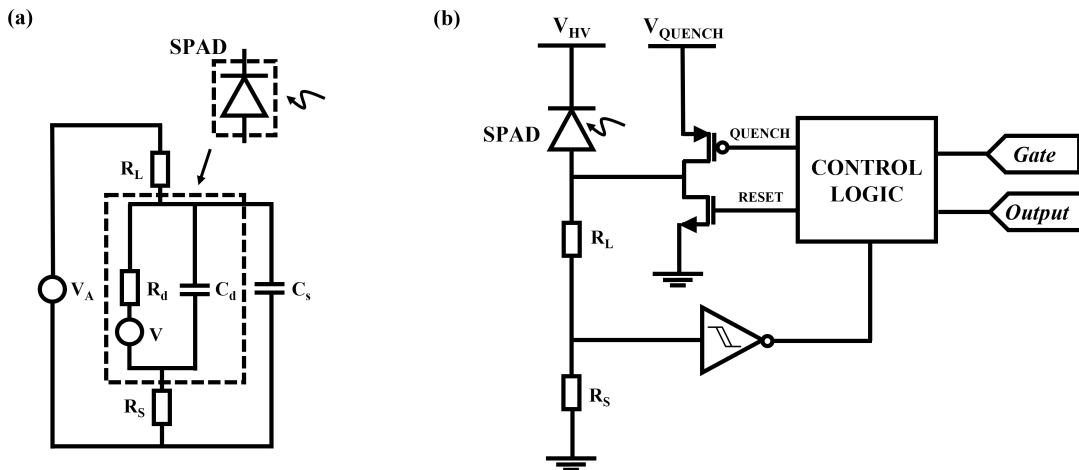 (a)
SPAD
R_L
V_A
R_d
C_d
C_s
V
R_S
(b)
V_HV
V_QUENCH
SPAD
QUENCH
RESET
CONTROL
LOGIC
Gate
Output
R_L
R_S